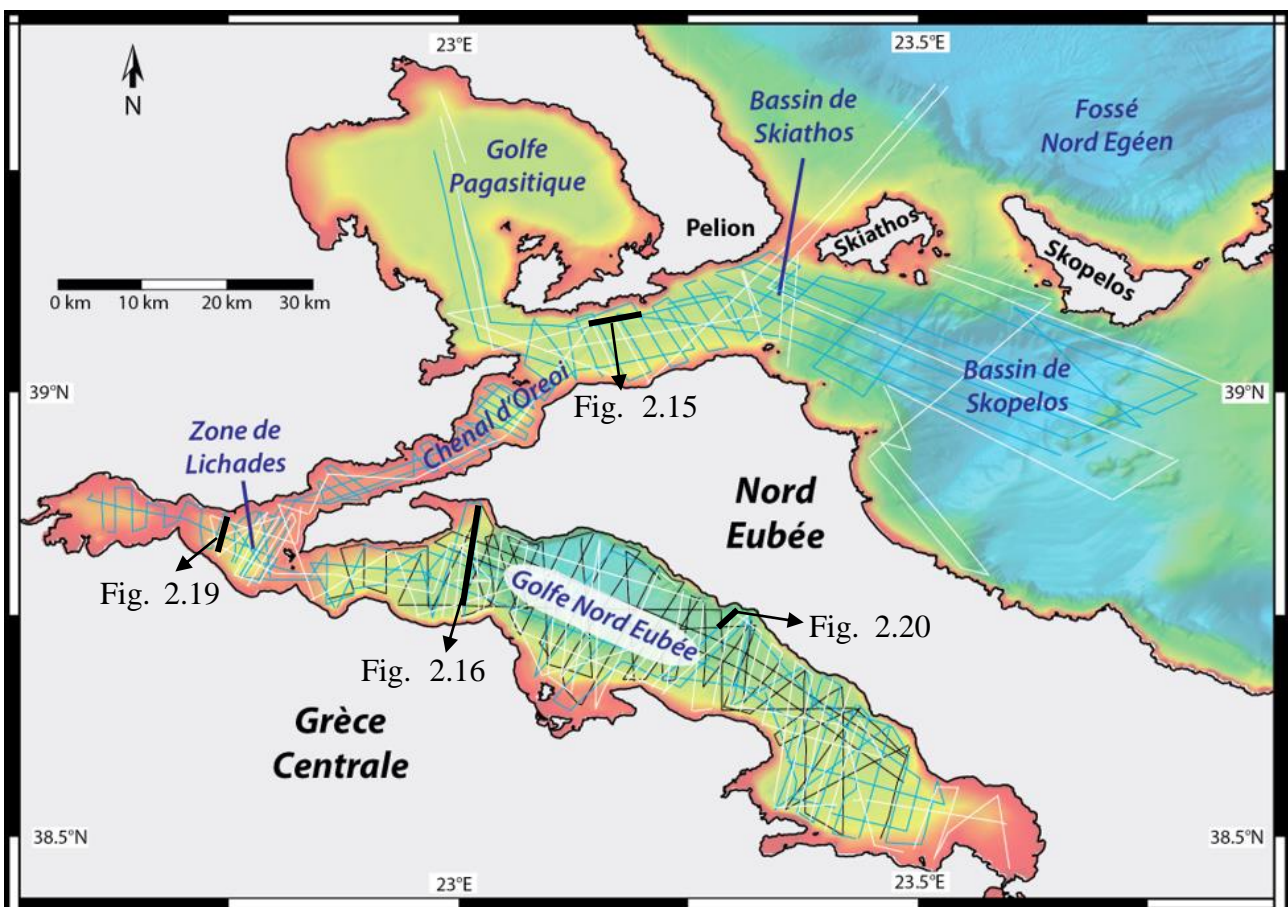 23°E
23.5°E
N
Bassin de
Skiathos
Fossé
Nord Egéen
Golfe
Pagasitique
Pelion
Skiathos
Skopelos
0 km
10 km
20 km
30 km
39°N
39°N
Bassin de
Skopelos
Chenal d'Oreoi
Fig. 2.15
Zone de
Lichades
Nord
Eubée
Fig. 2.19
Golfe Nord Eubée
Fig. 2.20
Fig. 2.16
Grèce
Centrale
38.5°N
38.5°N
23°E
23.5°E